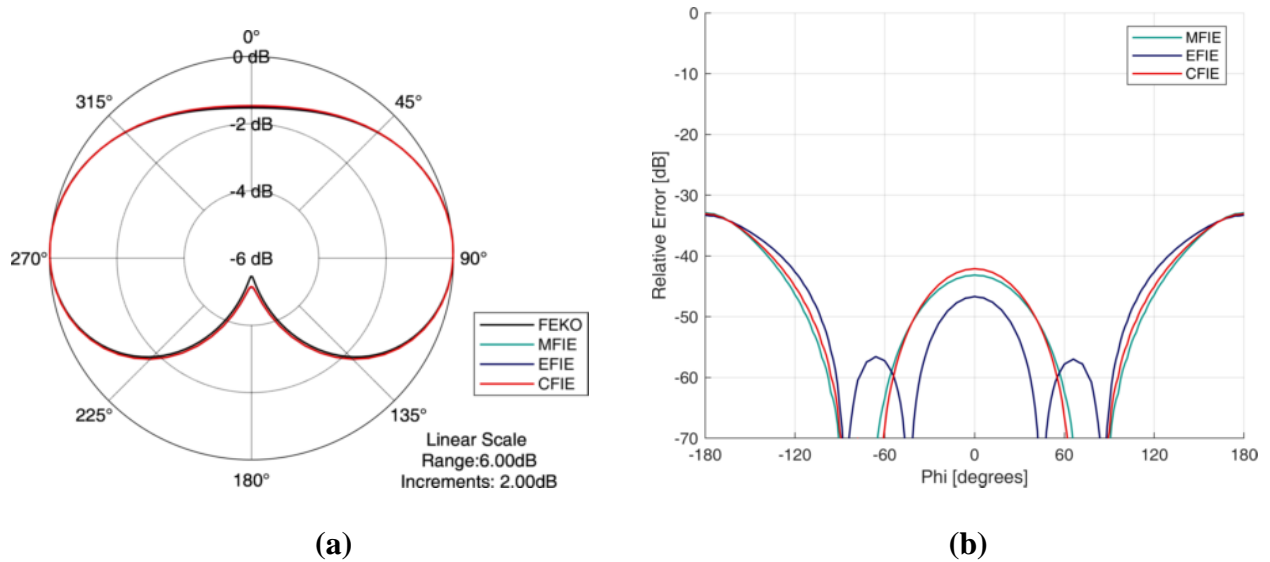 0°
0 dB
315°
45°
-2 dB
-4 dB
270°
-6 dB
90°
FEKO
MFIE
EFIE
CFIE
225°
135°
Linear Scale
Range:6.00dB
Increments: 2.00dB
180°
(a)
0
-10
-20
-30
-40
-50
-60
-70
Relative Error [dB]
MFIE
EFIE
CFIE
-180
-120
-60
0
60
120
180
Phi [degrees]
(b)